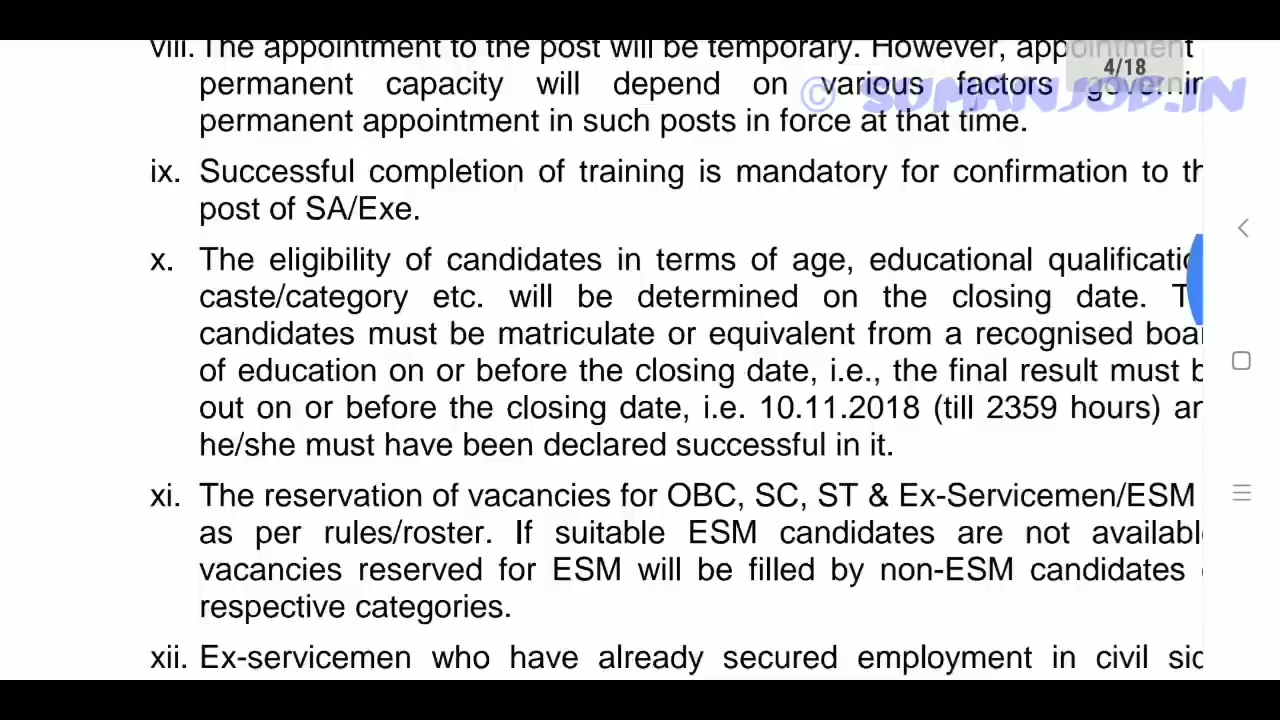 viii. The appointment to the post will be temporary. However, appointment
4/18
permanent capacity will depend on various factors governin
© SUMANJOB.IN
permanent appointment in such posts in force at that time.
ix. Successful completion of training is mandatory for confirmation to th
post of SA/Exe.
x. The eligibility of candidates in terms of age, educational qualificatio
caste/category etc. will be determined on the closing date. T
candidates must be matriculate or equivalent from a recognised boar
of education on or before the closing date, i.e., the final result must b
out on or before the closing date, i.e. 10.11.2018 (till 2359 hours) an
he/she must have been declared successful in it.
xi. The reservation of vacancies for OBC, SC, ST & Ex-Servicemen/ESM
as per rules/roster. If suitable ESM candidates are not availabl
vacancies reserved for ESM will be filled by non-ESM candidates
respective categories.
xii. Ex-servicemen who have already secured employment in civil sid